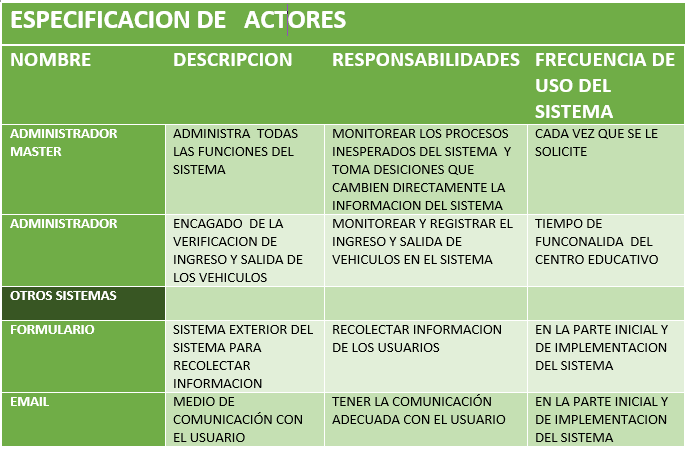 ESPECIFICACION DE ACTORES
NOMBRE
DESCRIPCION
RESPONSABILIDADES
FRECUENCIA DE
USO DEL
SISTEMA
ADMINISTRADOR
MASTER
ADMINISTRA TODAS
LAS FUNCIONES DEL
SISTEMA
MONITOREAR LOS PROCESOS
INESPERADOS DEL SISTEMA Y
TOMA DESICIONES QUE
CAMBIEN DIRECTAMENTE LA
INFORMACION DEL SISTEMA
CADA VEZ QUE SE LE
SOLICITE
ADMINISTRADOR
ENCAGADO DE LA
VERIFICACION DE
INGRESO Y SALIDA DE
LOS VEHICULOS
MONITOREAR Y REGISTRAR EL
INGRESO Y SALIDA DE
VEHICULOS EN EL SISTEMA
TIEMPO DE
FUNCONALIDA DEL
CENTRO EDUCATIVO
OTROS SISTEMAS
FORMULARIO
SISTEMA EXTERIOR DEL
SISTEMA PARA
RECOLECTAR
INFORMACION
RECOLECTAR INFORMACION
DE LOS USUARIOS
EN LA PARTE INICIAL Y
DE IMPLEMENTACION
DEL SISTEMA
EMAIL
MEDIO DE
COMUNICACIÓN CON
EL USUARIO
TENER LA COMUNICACIÓN
ADECUADA CON EL USUARIO
EN LA PARTE INICIAL Y
DE IMPLEMENTACION
DEL SISTEMA